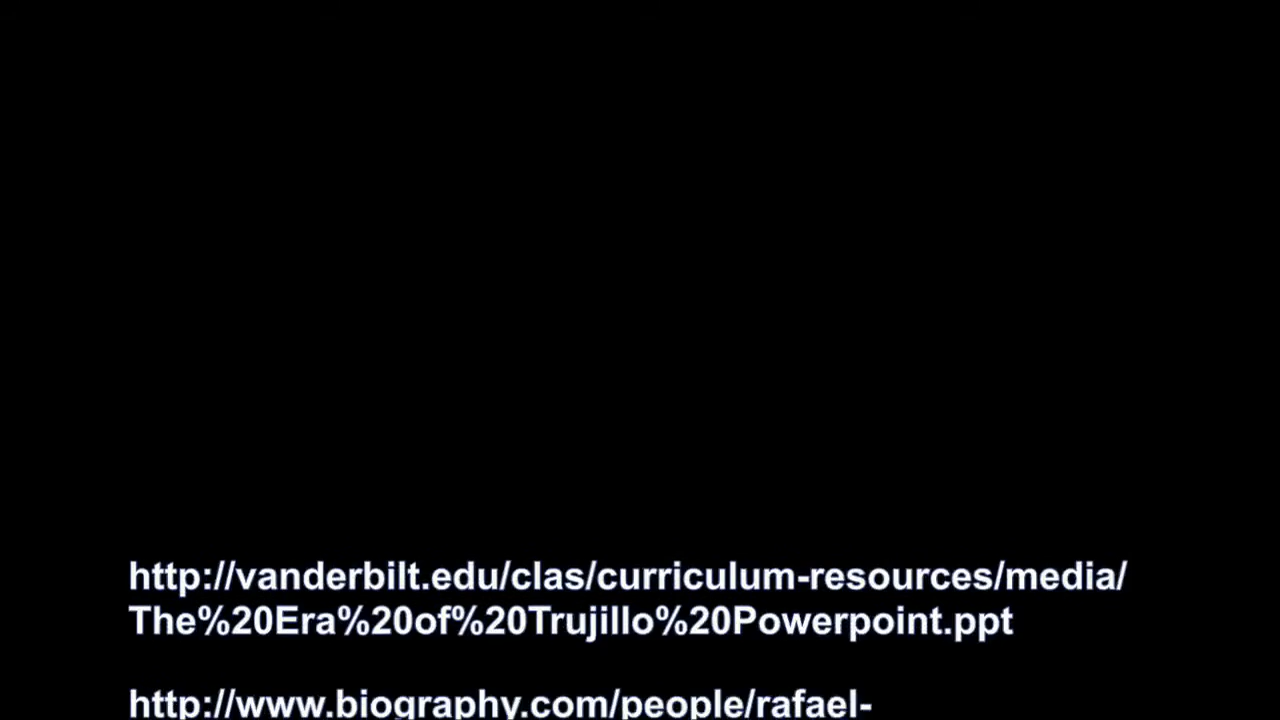 http://vanderbilt.edu/clas/curriculum-resources/media/
The%20Era%20of%20Trujillo%20Powerpoint.ppt
http://www.biography.com/people/rafael-